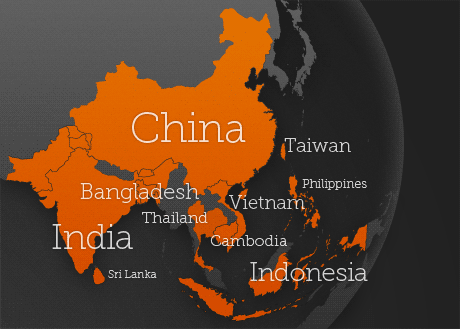 China
Taiwan
Bangladesh
Philippines
Vietnam
Thailand
India
Cambodia
Sri Lanka
Indonesia